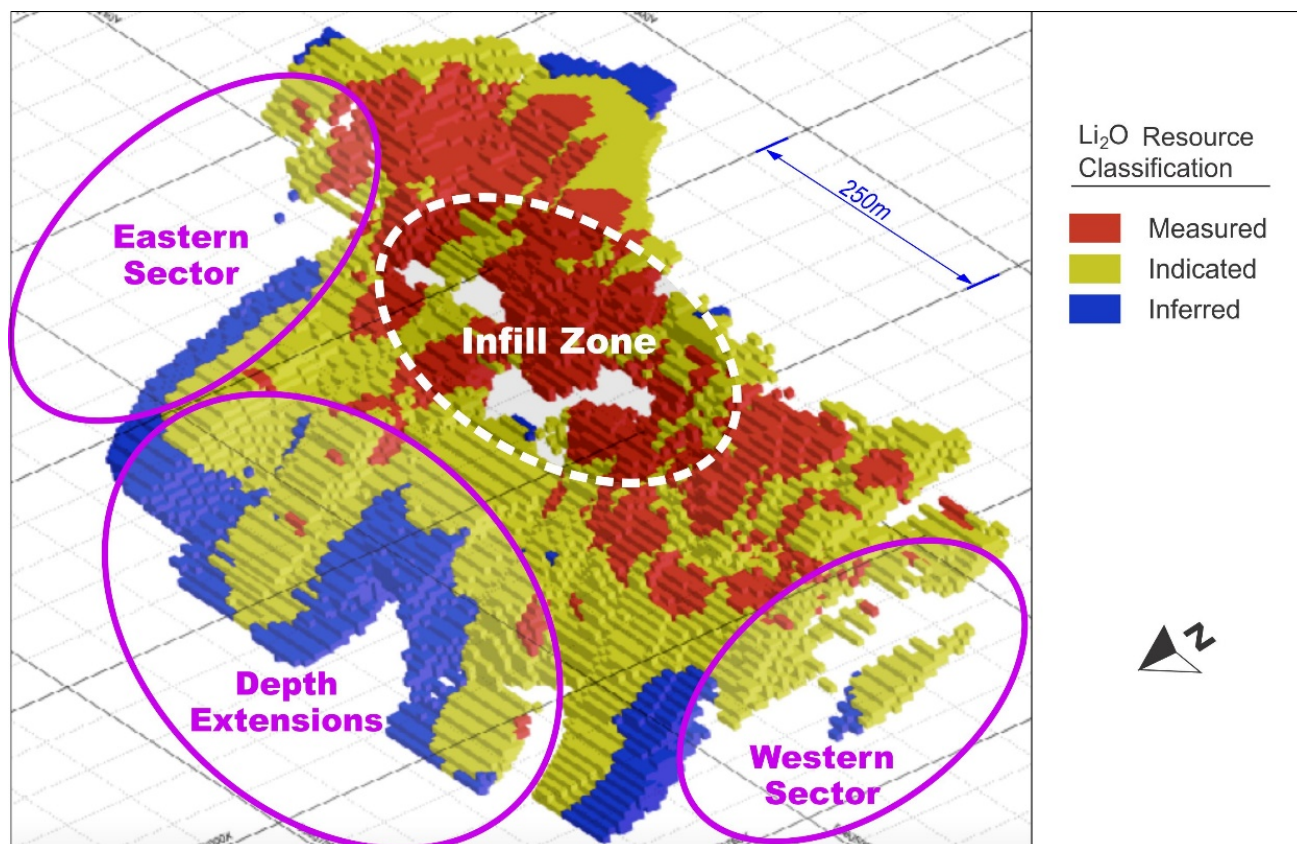 Eastern
Sector
Infill Zone
Depth
Extensions
Western
Sector
250m
Li₂O Resource
Classification
Measured
Indicated
Inferred
N